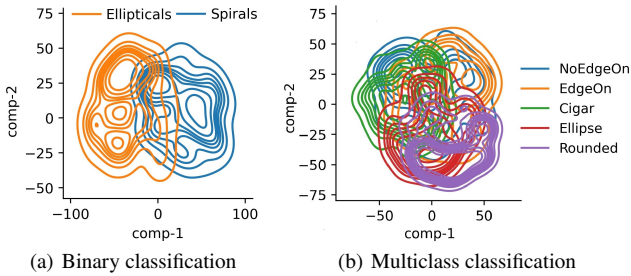 Ellipticals Spirals
75
50
25
0
−25
−50
comp-2
−100 0 100
comp-1
(a) Binary classification
75
50
25
0
−25
−50
−75
comp-2
−50 0 50
comp-1
NoEdgeOn
EdgeOn
Cigar
Ellipse
Rounded
(b) Multiclass classification